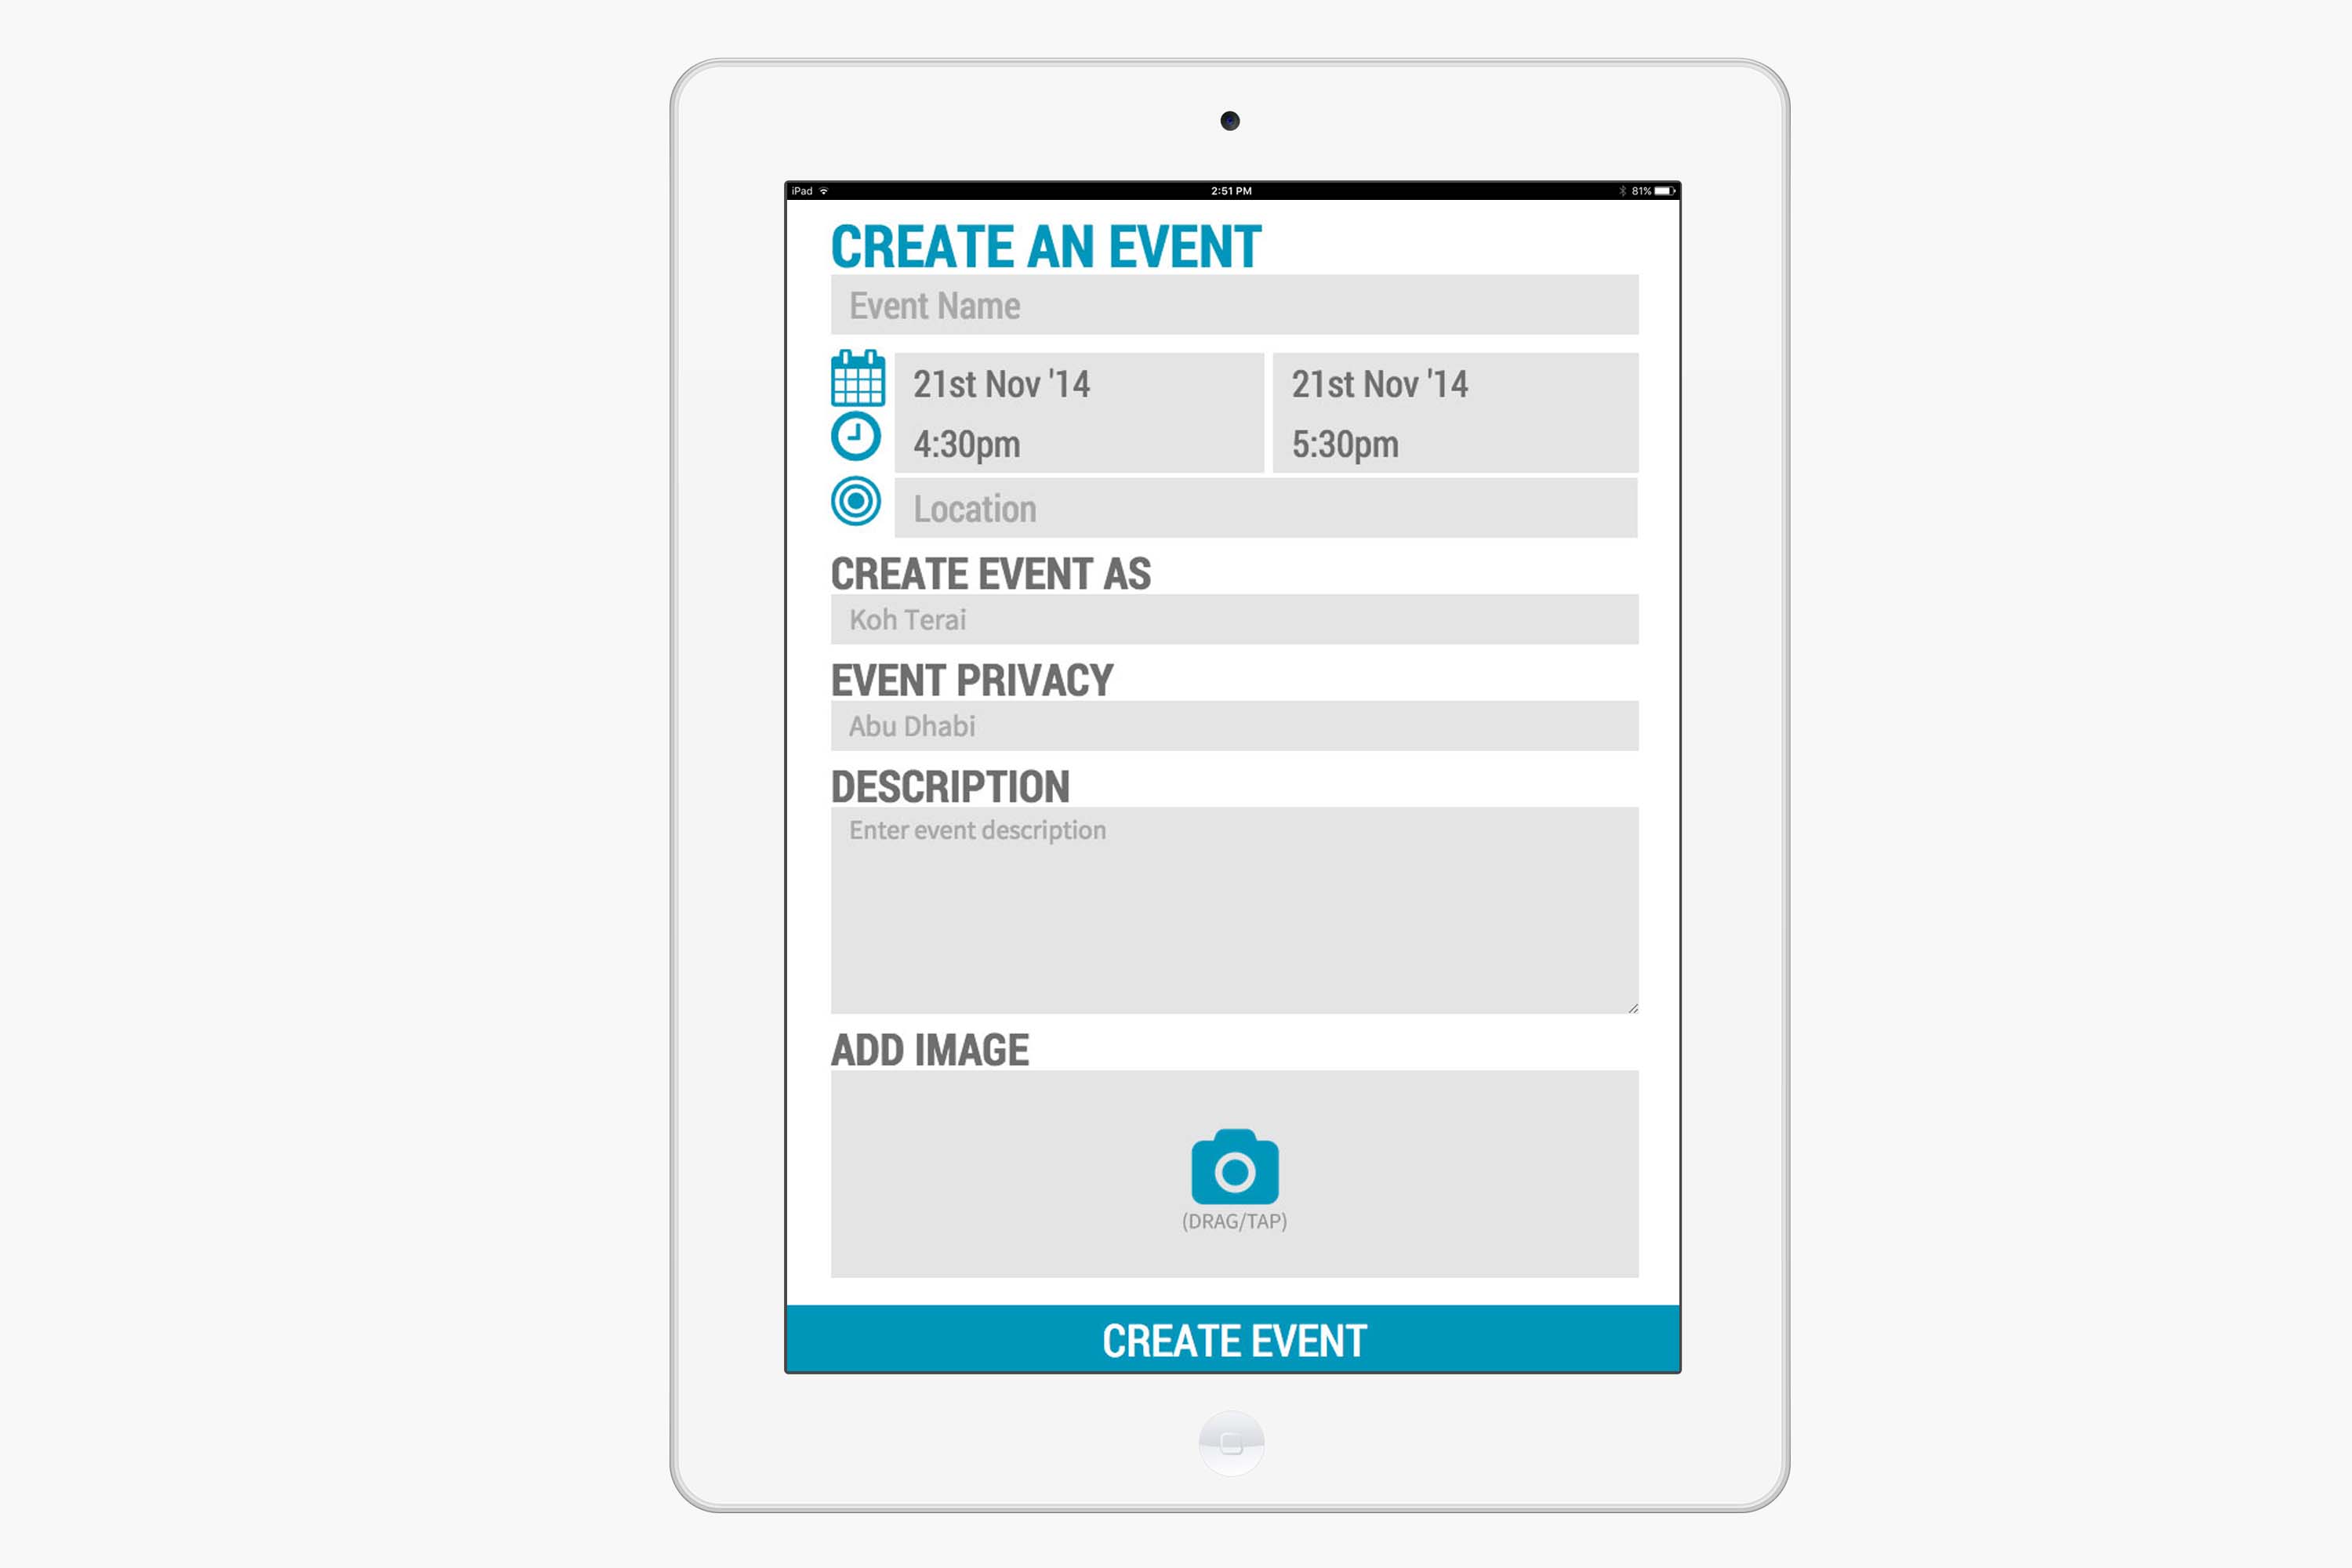 iPad
2:51 PM
81%
CREATE AN EVENT
Event Name
21st Nov '14
4:30pm
21st Nov '14
5:30pm
Location
CREATE EVENT AS
Koh Terai
EVENT PRIVACY
Abu Dhabi
DESCRIPTION
Enter event description
ADD IMAGE
(DRAG/TAP)
CREATE EVENT